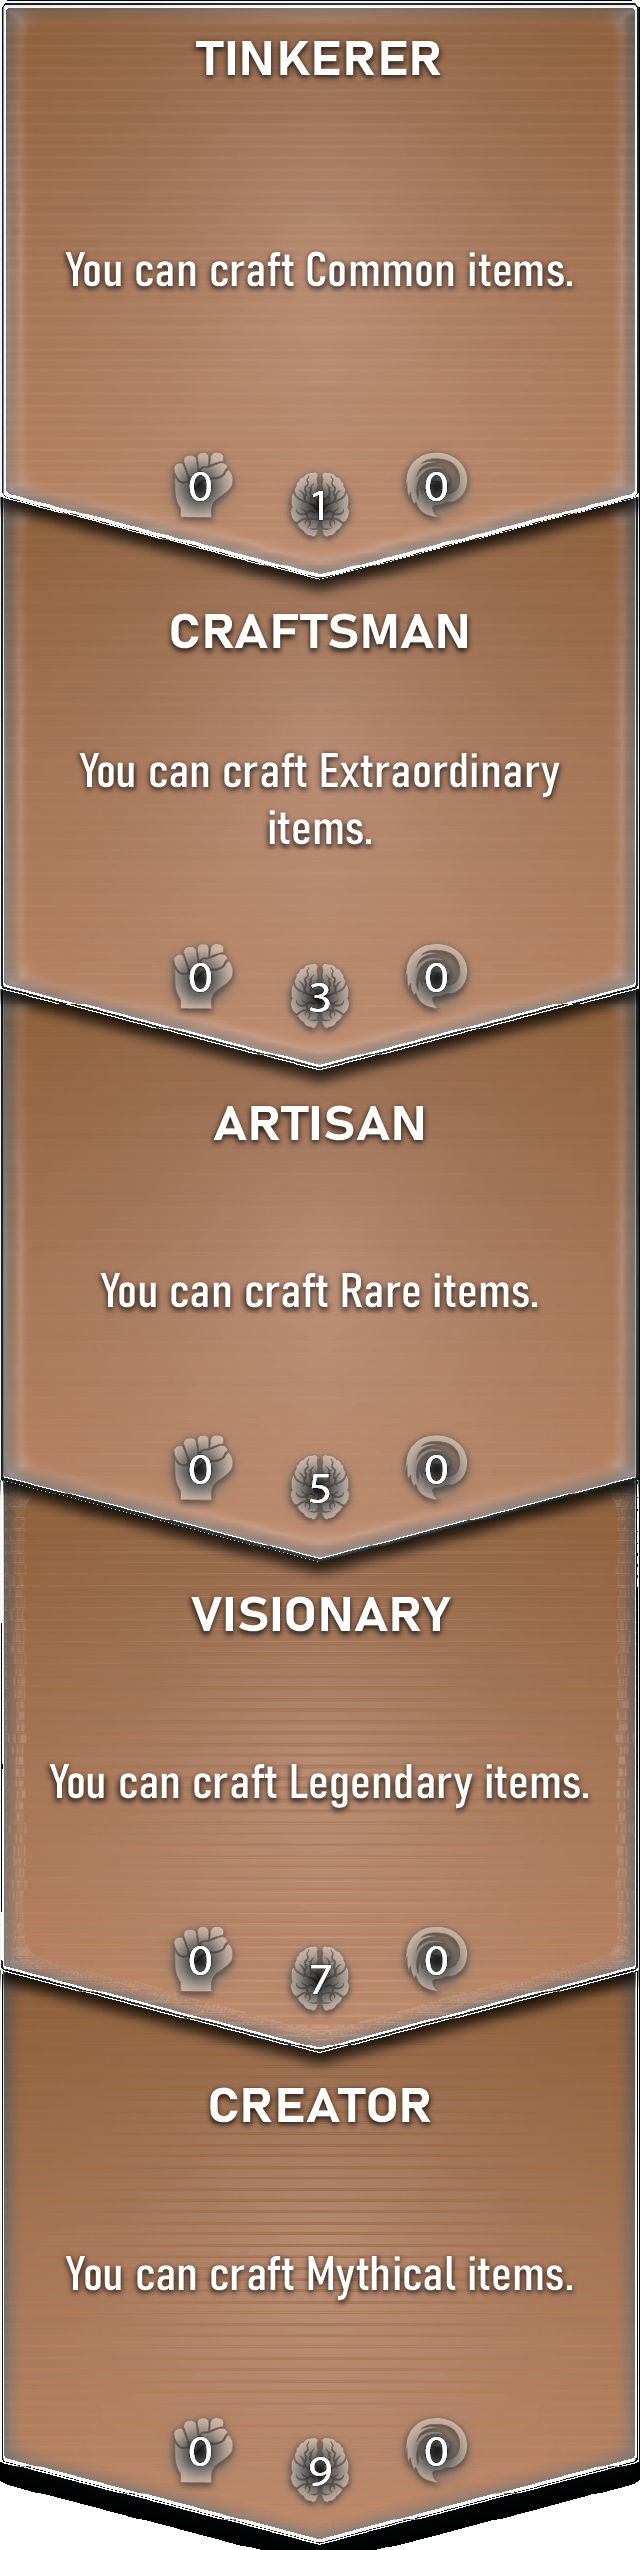 TINKERER
You can craft Common items.
0 1 0
CRAFTSMAN
You can craft Extraordinary
items.
0 3 0
ARTISAN
You can craft Rare items.
0 5 0
VISIONARY
You can craft Legendary items.
0 7 0
CREATOR
You can craft Mythical items.
0 9 0